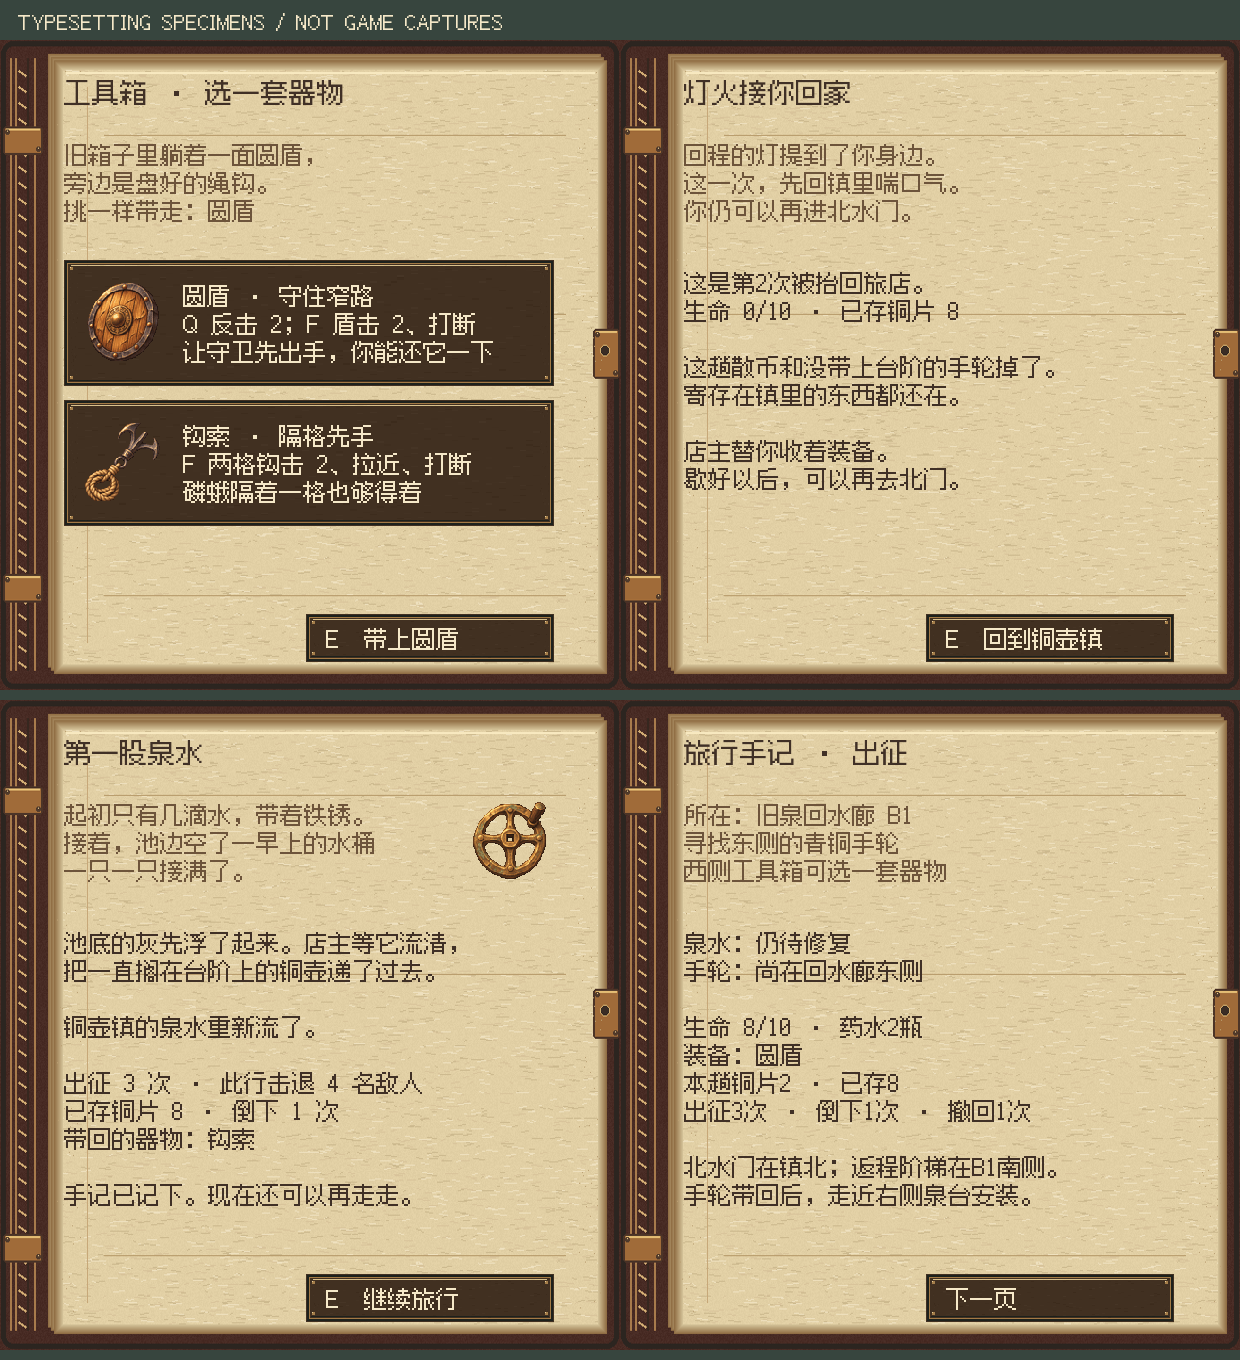 TYPESETTING SPECIMENS / NOT GAME CAPTURES
工具箱 · 选一套器物
旧箱子里躺着一面圆盾，
旁边是盘好的绳钩。
挑一样带走：圆盾
圆盾 · 守住窄路
Q 反击 2；F 盾击 2、打断
让守卫先出手，你能还它一下
钩索 · 隔格先手
F 两格钩击 2、拉近、打断
磷蛾隔着一格也够得着
E 带上圆盾
灯火接你回家
回程的灯提到了你身边。
这一次，先回镇里喘口气。
你仍可以再进北水门。
这是第2次被抬回旅店。
生命 0/10 · 已存铜片 8
这趟散币和没带上台阶的手轮掉了。
寄存在镇里的东西都还在。
店主替你收着装备。
歇好以后，可以再去北门。
E 回到铜壶镇
第一股泉水
起初只有几滴水，带着铁锈。
接着，池边空了一早上的水桶
一只一只接满了。
池底的灰先浮了起来。店主等它流清，
把一直搁在台阶上的铜壶递了过去。
铜壶镇的泉水重新流了。
出征 3 次 · 此行击退 4 名敌人
已存铜片 8 · 倒下 1 次
带回的器物：钩索
手记已记下。现在还可以再走走。
E 继续旅行
旅行手记 · 出征
所在：旧泉回水廊 B1
寻找东侧的青铜手轮
西侧工具箱可选一套器物
泉水：仍待修复
手轮：尚在回水廊东侧
生命 8/10 · 药水2瓶
装备：圆盾
本趟铜片2 · 已存8
出征3次 · 倒下1次 · 撤回1次
北水门在镇北；返程阶梯在B1南侧。
手轮带回后，走近右侧泉台安装。
下一页